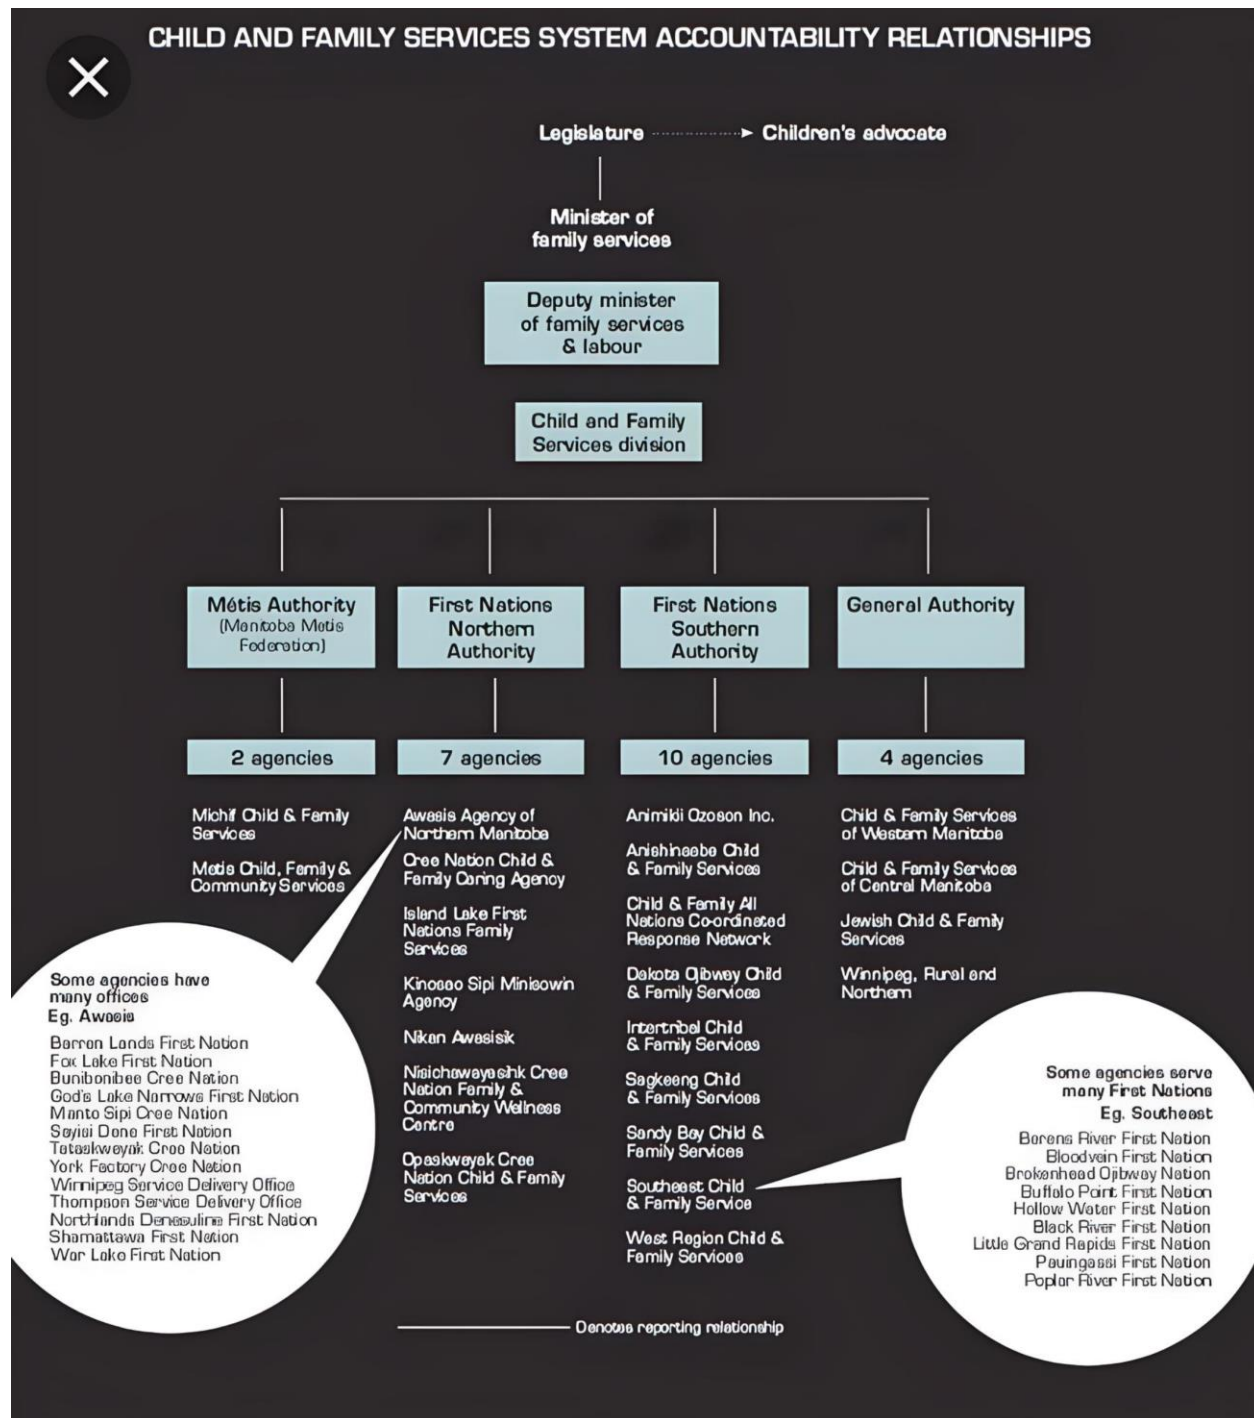 CHILD AND FAMILY SERVICES SYSTEM ACCOUNTABILITY RELATIONSHIPS
Legislature
Children's advocate
Minister of
family services
Deputy minister
of family services
& labour
Child and Family
Services division
Métis Authority
(Manitoba Metis
Federation)
First Nations
Northern
Authority
First Nations
Southern
Authority
General Authority
2 agencies
7 agencies
10 agencies
4 agencies
Michif Child & Family
Services
Metis Child, Family &
Community Services
Awasis Agency of
Northern Manitoba
Cree Nation Child &
Family Caring Agency
Island Lake First
Nations Family
Services
Kinosao Sipi Minisowin
Agency
Nikan Awasisik
Nisichawayasihk Cree
Nation Family &
Community Wellness
Centre
Opaskwayak Cree
Nation Child & Family
Services
Animikii Ozoson Inc.
Anishinaabe Child
& Family Services
Child & Family All
Nations Co-ordinated
Response Network
Dakota Ojibway Child
& Family Services
Intertribal Child
& Family Services
Sagkeeng Child
& Family Services
Sandy Bay Child &
Family Services
Southeast Child
& Family Service
West Region Child &
Family Services
Child & Family Services
of Western Manitoba
Child & Family Services
of Central Manitoba
Jewish Child & Family
Services
Winnipeg, Rural and
Northern
Some agencies have
many offices
Eg. Awasis
Barren Lands First Nation
Fox Lake First Nation
Bunibonibee Cree Nation
God's Lake Narrows First Nation
Manto Sipi Cree Nation
Sayisi Dene First Nation
Tataskweyak Cree Nation
York Factory Cree Nation
Winnipeg Service Delivery Office
Thompson Service Delivery Office
Northlands Denesuline First Nation
Shamattawa First Nation
War Lake First Nation
Some agencies serve
many First Nations
Eg. Southeast
Berens River First Nation
Bloodvein First Nation
Brokenhead Ojibway Nation
Buffalo Point First Nation
Hollow Water First Nation
Black River First Nation
Little Grand Rapids First Nation
Pauingassi First Nation
Poplar River First Nation
Denotes reporting relationship